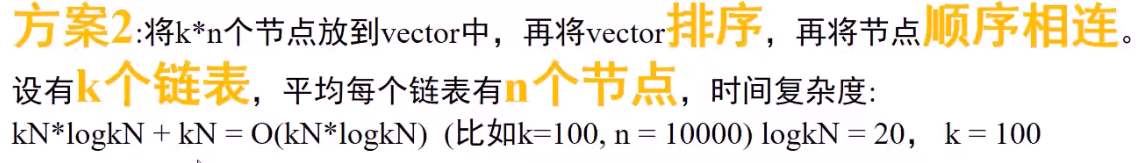 方案2:将k*n个节点放到vector中，再将vector排序，再将节点顺序相连。
设有k个链表，平均每个链表有n个节点，时间复杂度:
kN*logkN + kN = O(kN*logkN) (比如k=100, n = 10000) logkN = 20， k = 100